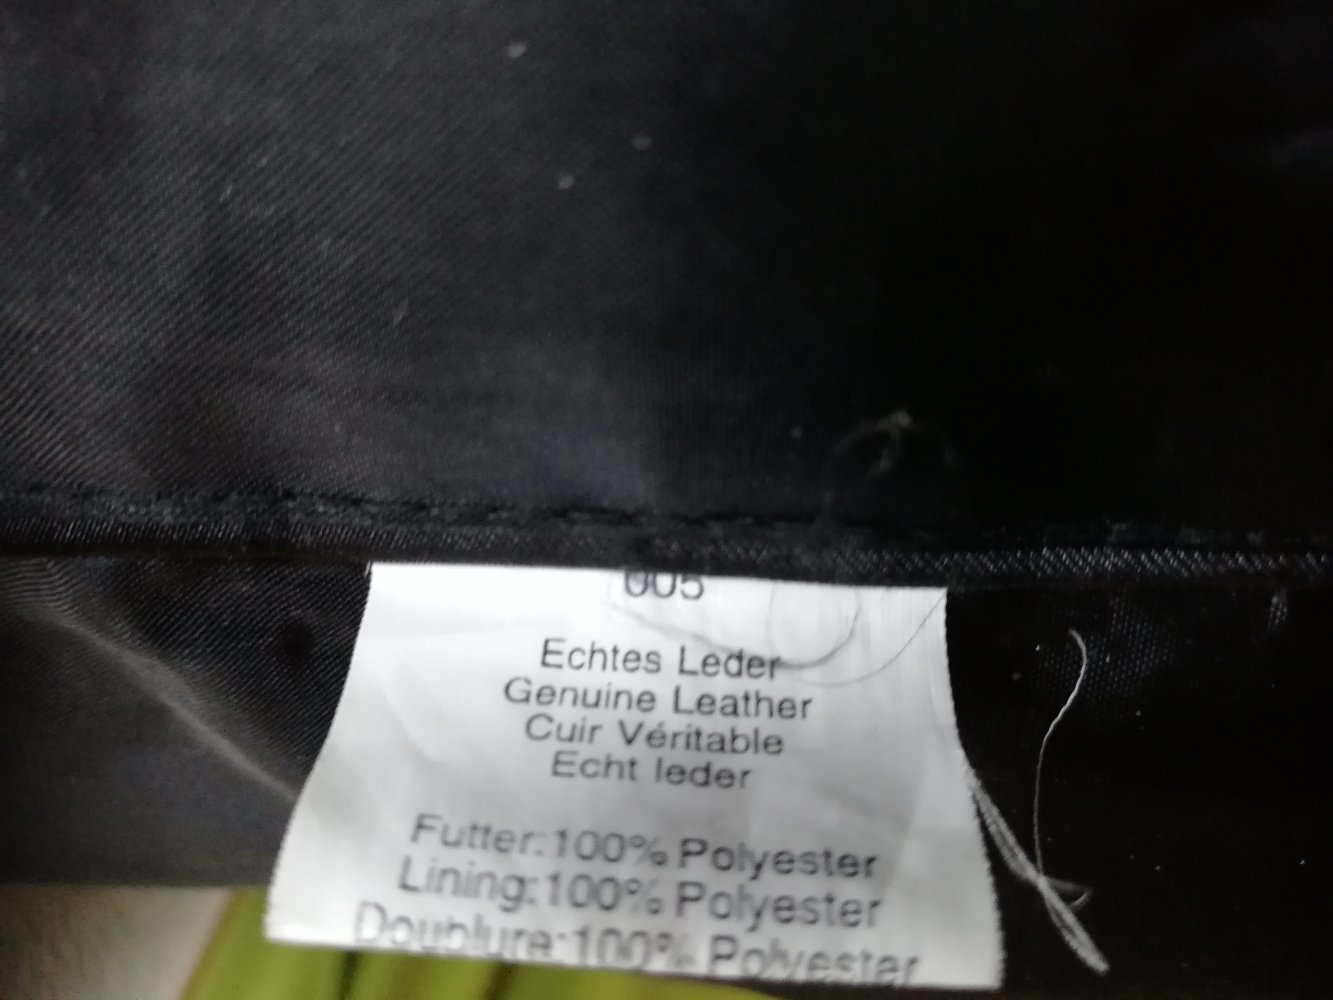 005
Echtes Leder
Genuine Leather
Cuir Véritable
Echt leder
Futter:100% Polyester
Lining:100% Polyester
Doublure:100% Polyester